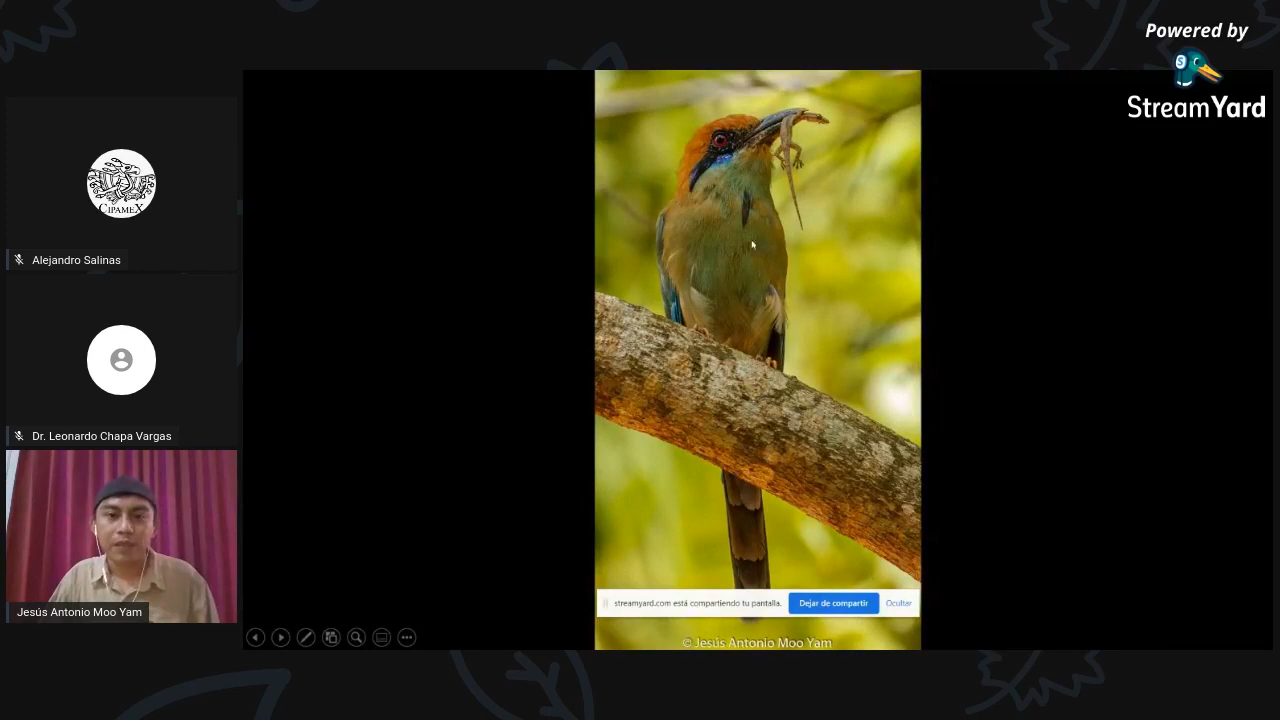 Powered by
StreamYard
CIPAMEX
Alejandro Salinas
Dr. Leonardo Chapa Vargas
Jesús Antonio Moo Yam
streamyard.com está compartiendo tu pantalla.
Dejar de compartir
Ocultar
© Jesús Antonio Moo Yam